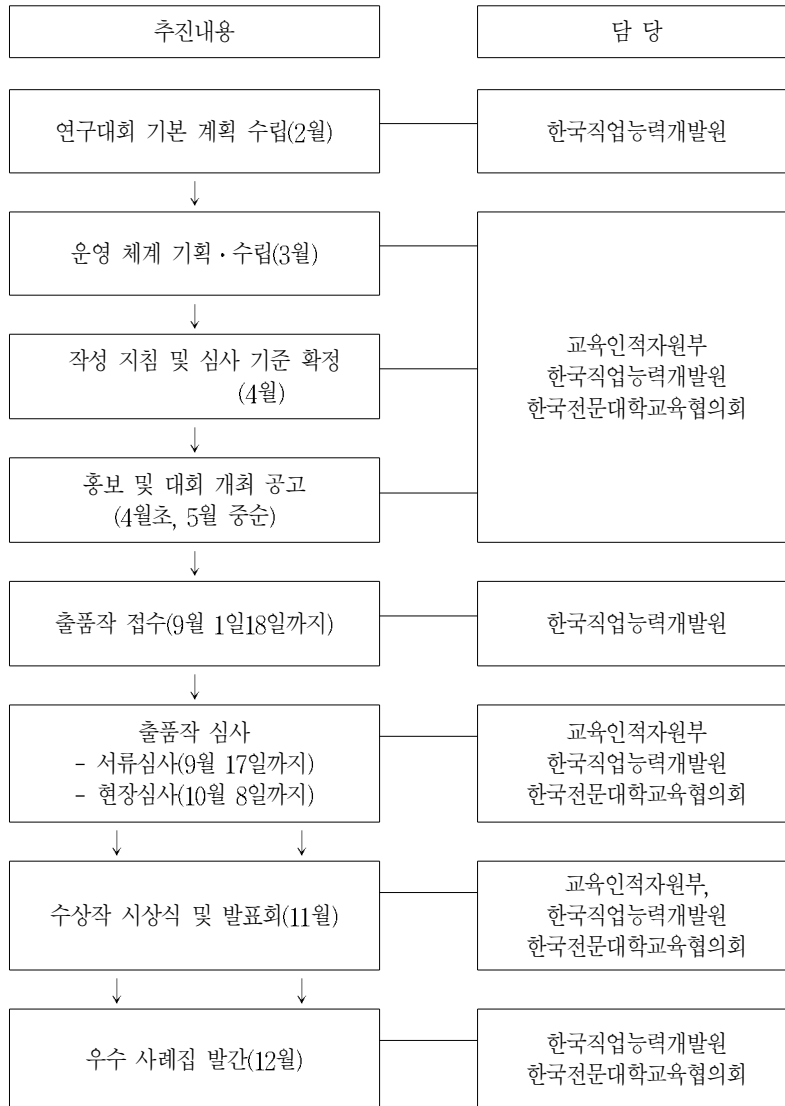 추진내용
담 당
연구대회 기본 계획 수립(2월)
한국직업능력개발원
운영 체계 기획·수립(3월)
작성 지침 및 심사 기준 확정
(4월)
홍보 및 대회 개최 공고
(4월초, 5월 중순)
교육인적자원부
한국직업능력개발원
한국전문대학교육협의회
출품작 접수(9월 1일18일까지)
한국직업능력개발원
출품작 심사
- 서류심사(9월 17일까지)
- 현장심사(10월 8일까지)
교육인적자원부
한국직업능력개발원
한국전문대학교육협의회
수상작 시상식 및 발표회(11월)
교육인적자원부,
한국직업능력개발원
한국전문대학교육협의회
우수 사례집 발간(12월)
한국직업능력개발원
한국전문대학교육협의회